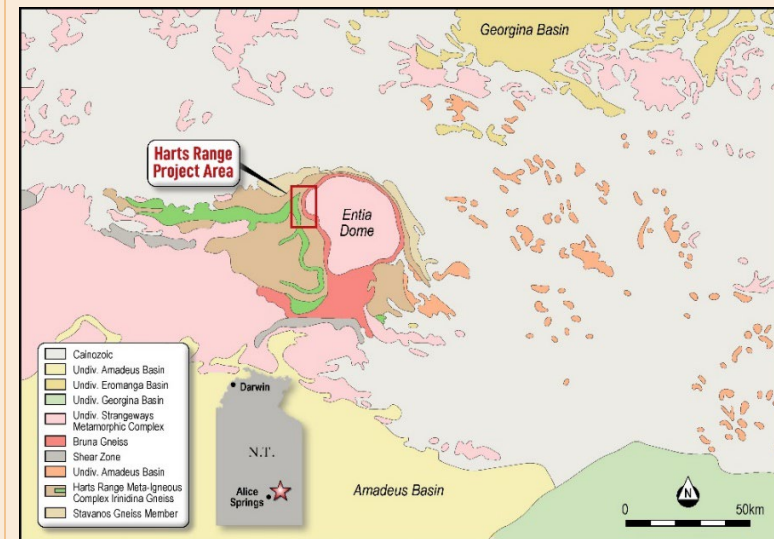 Georgina Basin
Harts Range
Project Area
Entia
Dome
Cainozoic
Undiv. Amadeus Basin
Undiv. Eromanga Basin
Undiv. Georgina Basin
Undiv. Strangeways
Metamorphic Complex
Bruna Gneiss
Shear Zone
Undiv. Amadeus Basin
Harts Range Meta-Igneous
Complex Irinidina Gneiss
Stavanos Gneiss Member
Darwin
N.T.
Alice
Springs
Amadeus Basin
N
0
50km